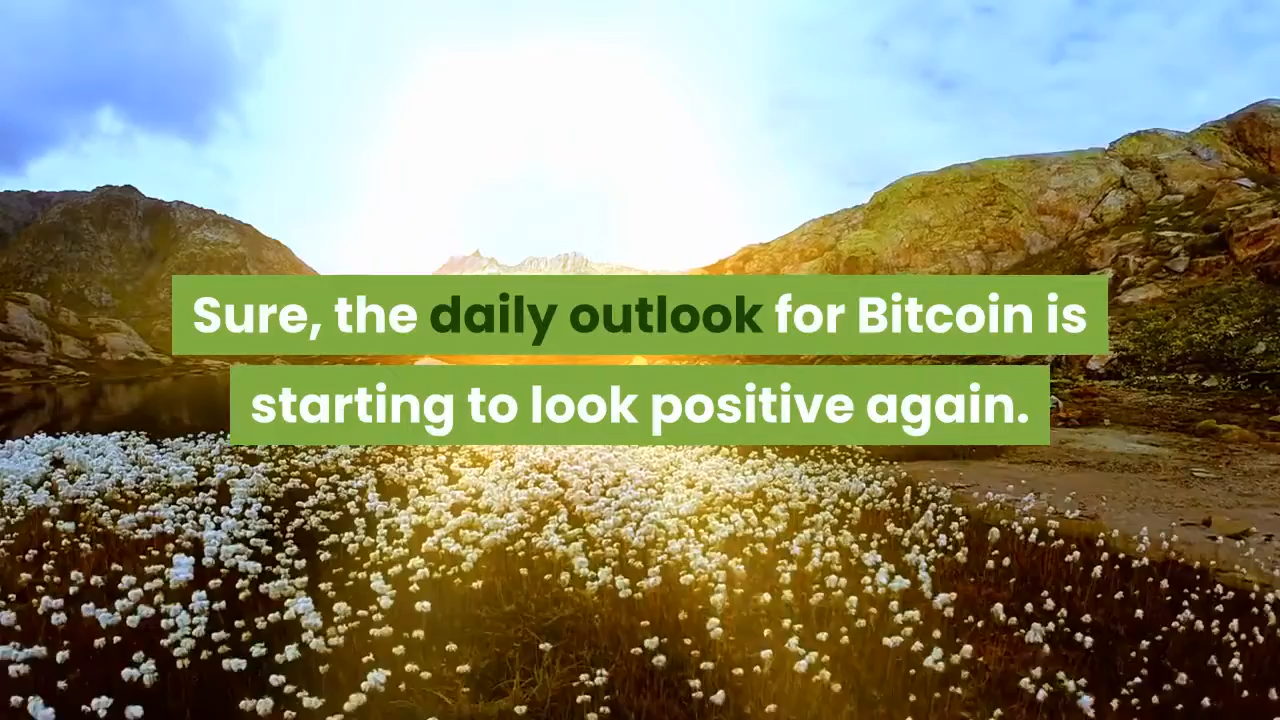 Sure, the daily outlook for Bitcoin is
starting to look positive again.